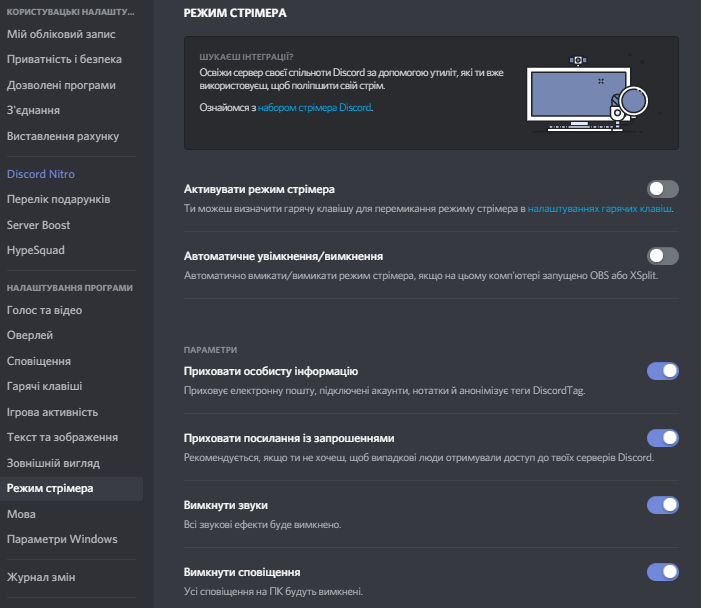 КОРИСТУВАЦЬКІ НАЛАШТУ...
Мій обліковий запис
Приватність і безпека
Дозволені програми
З'єднання
Виставлення рахунку
Discord Nitro
Перелік подарунків
Server Boost
HypeSquad
НАЛАШТУВАННЯ ПРОГРАМИ
Голос та відео
Оверлей
Сповіщення
Гарячі клавіші
Ігрова активність
Текст та зображення
Зовнішній вигляд
Режим стрімера
Мова
Параметри Windows
Журнал змін
РЕЖИМ СТРІМЕРА
ШУКАЄШ ІНТЕГРАЦІЇ?
Освіжи сервер своєї спільноти Discord за допомогою утиліт, які ти вже
використовуєш, щоб поліпшити свій стрім.
Ознайомся з набором стрімера Discord.
Активувати режим стрімера
Ти можеш визначити гарячу клавішу для перемикання режиму стрімера в налаштуваннях гарячих клавіш.
Автоматичне увімкнення/вимкнення
Автоматично вмикати/вимикати режим стрімера, якщо на цьому комп'ютері запущено OBS або XSplit.
ПАРАМЕТРИ
Приховати особисту інформацію
Приховує електронну пошту, підключені акаунти, нотатки й анонімізує теги DiscordTag.
Приховати посилання із запрошеннями
Рекомендується, якщо ти не хочеш, щоб випадкові люди отримували доступ до твоїх серверів Discord.
Вимкнути звуки
Всі звукові ефекти буде вимкнено.
Вимкнути сповіщення
Усі сповіщення на ПК будуть вимкнені.